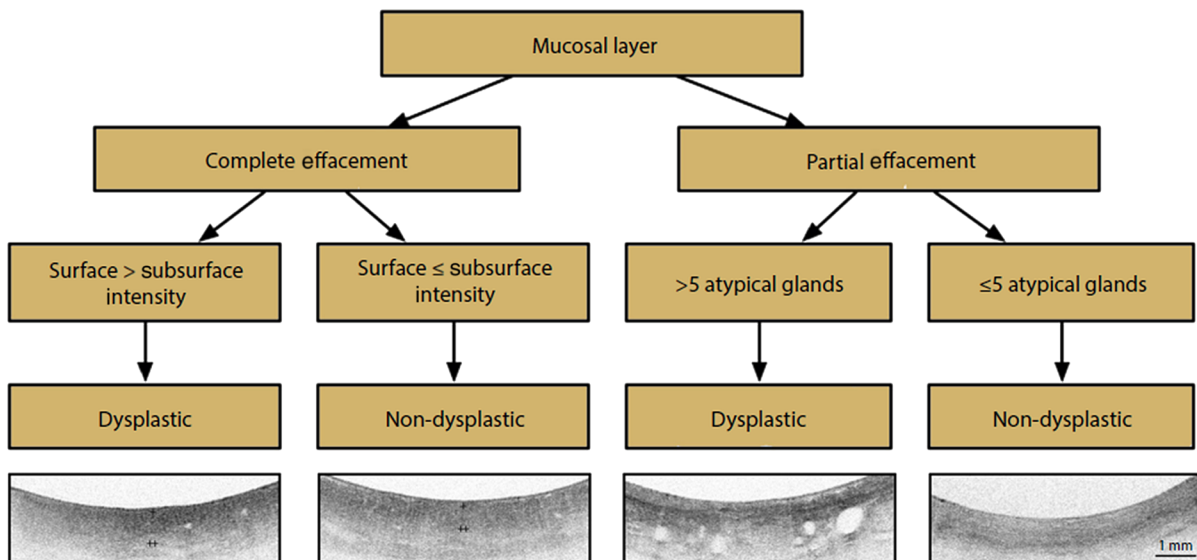 Mucosal layer
Complete effacement
Partial effacement
Surface > subsurface
intensity
Surface ≤ subsurface
intensity
>5 atypical glands
≤5 atypical glands
Dysplastic
Non-dysplastic
Dysplastic
Non-dysplastic
1 mm